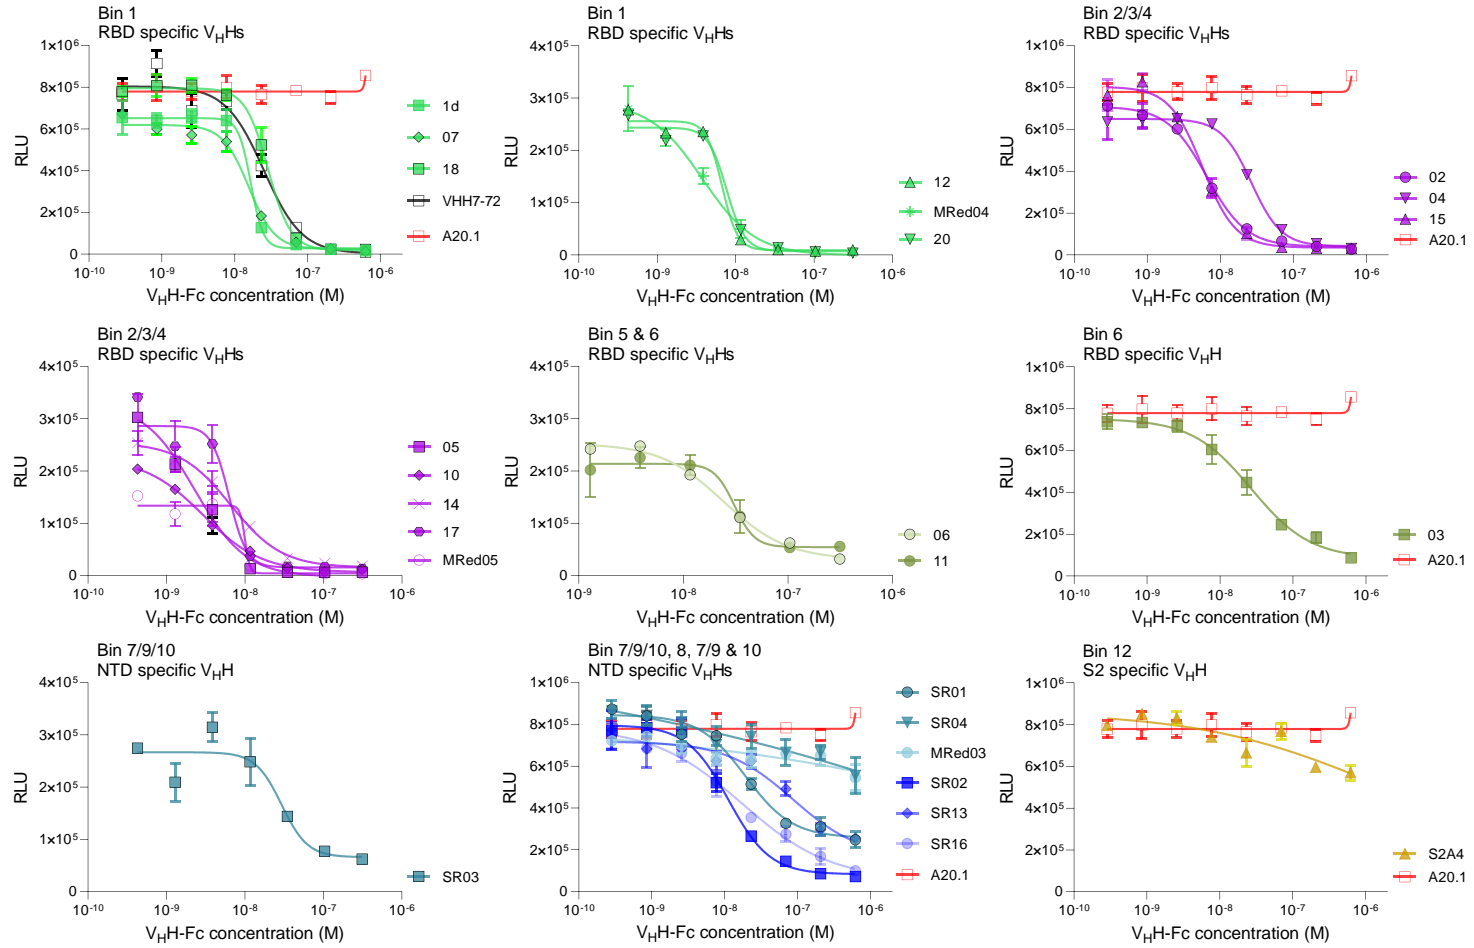 Bin 1
RBD specific VHHs
1×10⁶
8×10⁵
6×10⁵
4×10⁵
2×10⁵
0
RLU
10⁻¹⁰ 10⁻⁹ 10⁻⁸ 10⁻⁷ 10⁻⁶
VHH-Fc concentration (M)
1d
07
18
VHH7-72
A20.1
Bin 1
RBD specific VHHs
4×10⁵
3×10⁵
2×10⁵
1×10⁵
0
RLU
10⁻¹⁰ 10⁻⁹ 10⁻⁸ 10⁻⁷ 10⁻⁶
VHH-Fc concentration (M)
12
MRed04
20
Bin 2/3/4
RBD specific VHHs
1×10⁶
8×10⁵
6×10⁵
4×10⁵
2×10⁵
0
RLU
10⁻¹⁰ 10⁻⁹ 10⁻⁸ 10⁻⁷ 10⁻⁶
VHH-Fc concentration (M)
02
04
15
A20.1
Bin 2/3/4
RBD specific VHHs
4×10⁵
3×10⁵
2×10⁵
1×10⁵
0
RLU
10⁻¹⁰ 10⁻⁹ 10⁻⁸ 10⁻⁷ 10⁻⁶
VHH-Fc concentration (M)
05
10
14
17
MRed05
Bin 5 & 6
RBD specific VHHs
4×10⁵
3×10⁵
2×10⁵
1×10⁵
0
RLU
10⁻⁹ 10⁻⁸ 10⁻⁷ 10⁻⁶
VHH-Fc concentration (M)
06
11
Bin 6
RBD specific VHH
1×10⁶
8×10⁵
6×10⁵
4×10⁵
2×10⁵
0
RLU
10⁻¹⁰ 10⁻⁹ 10⁻⁸ 10⁻⁷ 10⁻⁶
VHH-Fc concentration (M)
03
A20.1
Bin 7/9/10
NTD specific VHH
4×10⁵
3×10⁵
2×10⁵
1×10⁵
0
RLU
10⁻¹⁰ 10⁻⁹ 10⁻⁸ 10⁻⁷ 10⁻⁶
VHH-Fc concentration (M)
SR03
Bin 7/9/10, 8, 7/9 & 10
NTD specific VHHs
1×10⁶
8×10⁵
6×10⁵
4×10⁵
2×10⁵
0
RLU
10⁻¹⁰ 10⁻⁹ 10⁻⁸ 10⁻⁷ 10⁻⁶
VHH-Fc concentration (M)
SR01
SR04
MRed03
SR02
SR13
SR16
A20.1
Bin 12
S2 specific VHH
1×10⁶
8×10⁵
6×10⁵
4×10⁵
2×10⁵
0
RLU
10⁻¹⁰ 10⁻⁹ 10⁻⁸ 10⁻⁷ 10⁻⁶
VHH-Fc concentration (M)
S2A4
A20.1